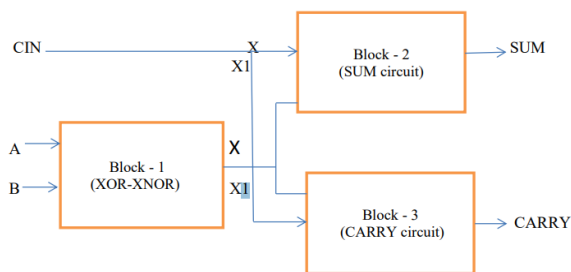 CIN
X
X1
Block - 2
(SUM circuit)
SUM
A
B
Block - 1
(XOR-XNOR)
X
X1
Block - 3
(CARRY circuit)
CARRY